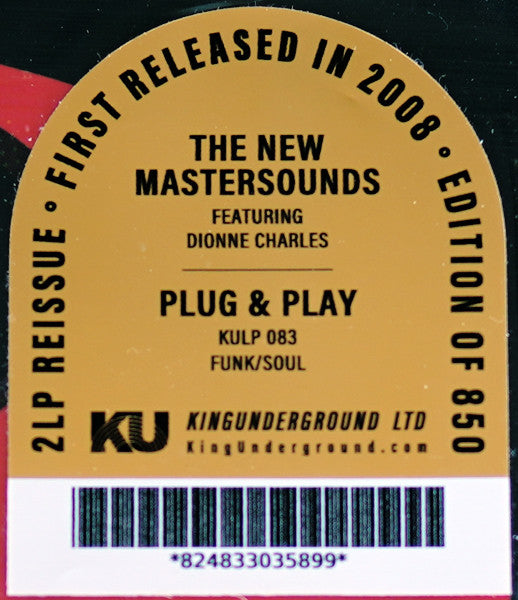 2LP REISSUE • FIRST RELEASED IN 2008 • EDITION OF 850
THE NEW
MASTERSOUNDS
FEATURING
DIONNE CHARLES
PLUG & PLAY
KULP 083
FUNK/SOUL
KU
KINGUNDERGROUND LTD
KingUnderground.com
*824833035899*